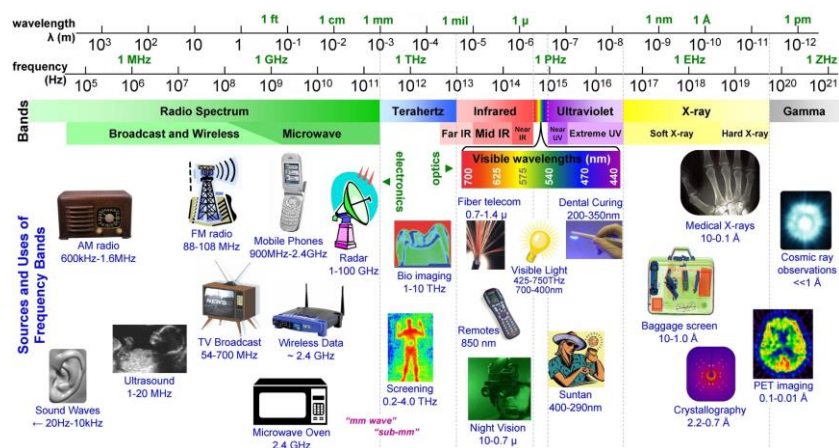 wavelength
λ (m)
1 ft 1 cm 1 mm 1 mil 1 µ 1 nm 1 Å 1 pm
10³ 10² 10¹ 1 10⁻¹ 10⁻² 10⁻³ 10⁻⁴ 10⁻⁵ 10⁻⁶ 10⁻⁷ 10⁻⁸ 10⁻⁹ 10⁻¹⁰ 10⁻¹¹ 10⁻¹²
frequency
(Hz)
1 MHz 1 GHz 1 THz 1 PHz 1 EHz 1 ZHz
10⁵ 10⁶ 10⁷ 10⁸ 10⁹ 10¹⁰ 10¹¹ 10¹² 10¹³ 10¹⁴ 10¹⁵ 10¹⁶ 10¹⁷ 10¹⁸ 10¹⁹ 10²⁰ 10²¹
Bands
Radio Spectrum Terahertz Infrared Ultraviolet X-ray Gamma
Broadcast and Wireless Microwave Far IR Mid IR Near IR Near UV Extreme UV Soft X-ray Hard X-ray
electronics
optics
Visible wavelengths (nm)
700 625 575 540 470 440
Sources and Uses of
Frequency Bands
AM radio
600kHz-1.6MHz
FM radio
88-108 MHz
Mobile Phones
900MHz-2.4GHz
Radar
1-100 GHz
Bio imaging
1-10 THz
Fiber telecom
0.7-1.4 µ
Visible Light
425-750THz
700-400nm
Dental Curing
200-350nm
Medical X-rays
10-0.1 Å
Cosmic ray
observations
<<1 Å
NEWS
TV Broadcast
54-700 MHz
Wireless Data
~ 2.4 GHz
Screening
0.2-4.0 THz
Remotes
850 nm
Suntan
400-290nm
Baggage screen
10-1.0 Å
PET imaging
0.1-0.01 Å
Sound Waves
← 20Hz-10kHz
Ultrasound
1-20 MHz
Microwave Oven
2.4 GHz
"mm wave"
"sub-mm"
Night Vision
10-0.7 µ
Crystallography
2.2-0.7 Å